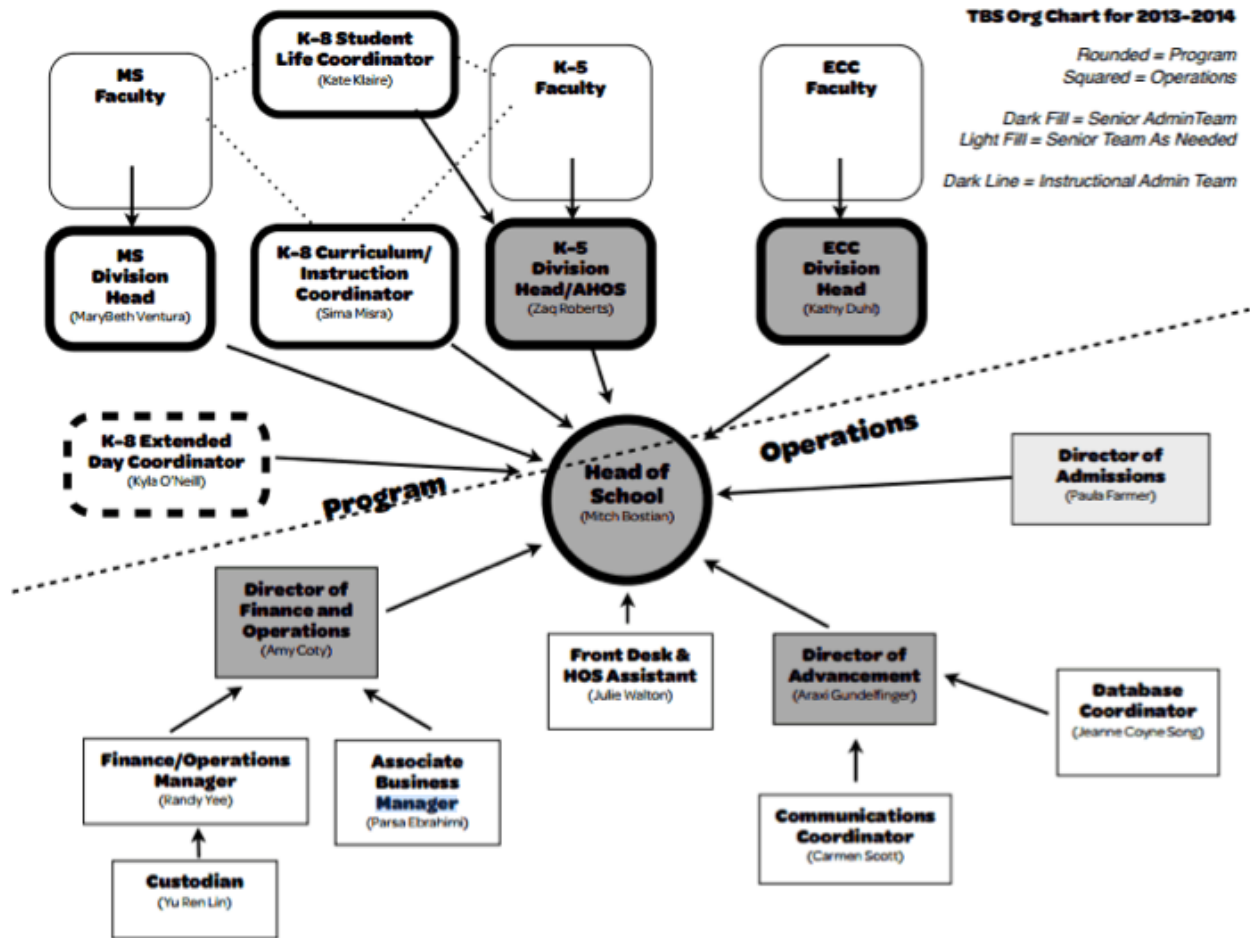 TBS Org Chart for 2013-2014
Rounded = Program
Squared = Operations
Dark Fill = Senior AdminTeam
Light Fill = Senior Team As Needed
Dark Line = Instructional Admin Team
MS
Faculty
K-8 Student
Life Coordinator
(Kate Klaire)
K-5
Faculty
ECC
Faculty
MS
Division
Head
(MaryBeth Ventura)
K-8 Curriculum/
Instruction
Coordinator
(Sima Misra)
K-5
Division
Head/AHOS
(Zaq Roberts)
ECC
Division
Head
(Kathy Duhl)
K-8 Extended
Day Coordinator
(Kyla O'Neill)
Program
Operations
Head of
School
(Mitch Bostian)
Director of
Admissions
(Paula Farmer)
Director of
Finance and
Operations
(Amy Coty)
Front Desk &
HOS Assistant
(Julie Walton)
Director of
Advancement
(Araxi Gundelfinger)
Database
Coordinator
(Jeanne Coyne Song)
Finance/Operations
Manager
(Randy Yee)
Associate
Business
Manager
(Parsa Ebrahimi)
Communications
Coordinator
(Carmen Scott)
Custodian
(Yu Ren Lin)